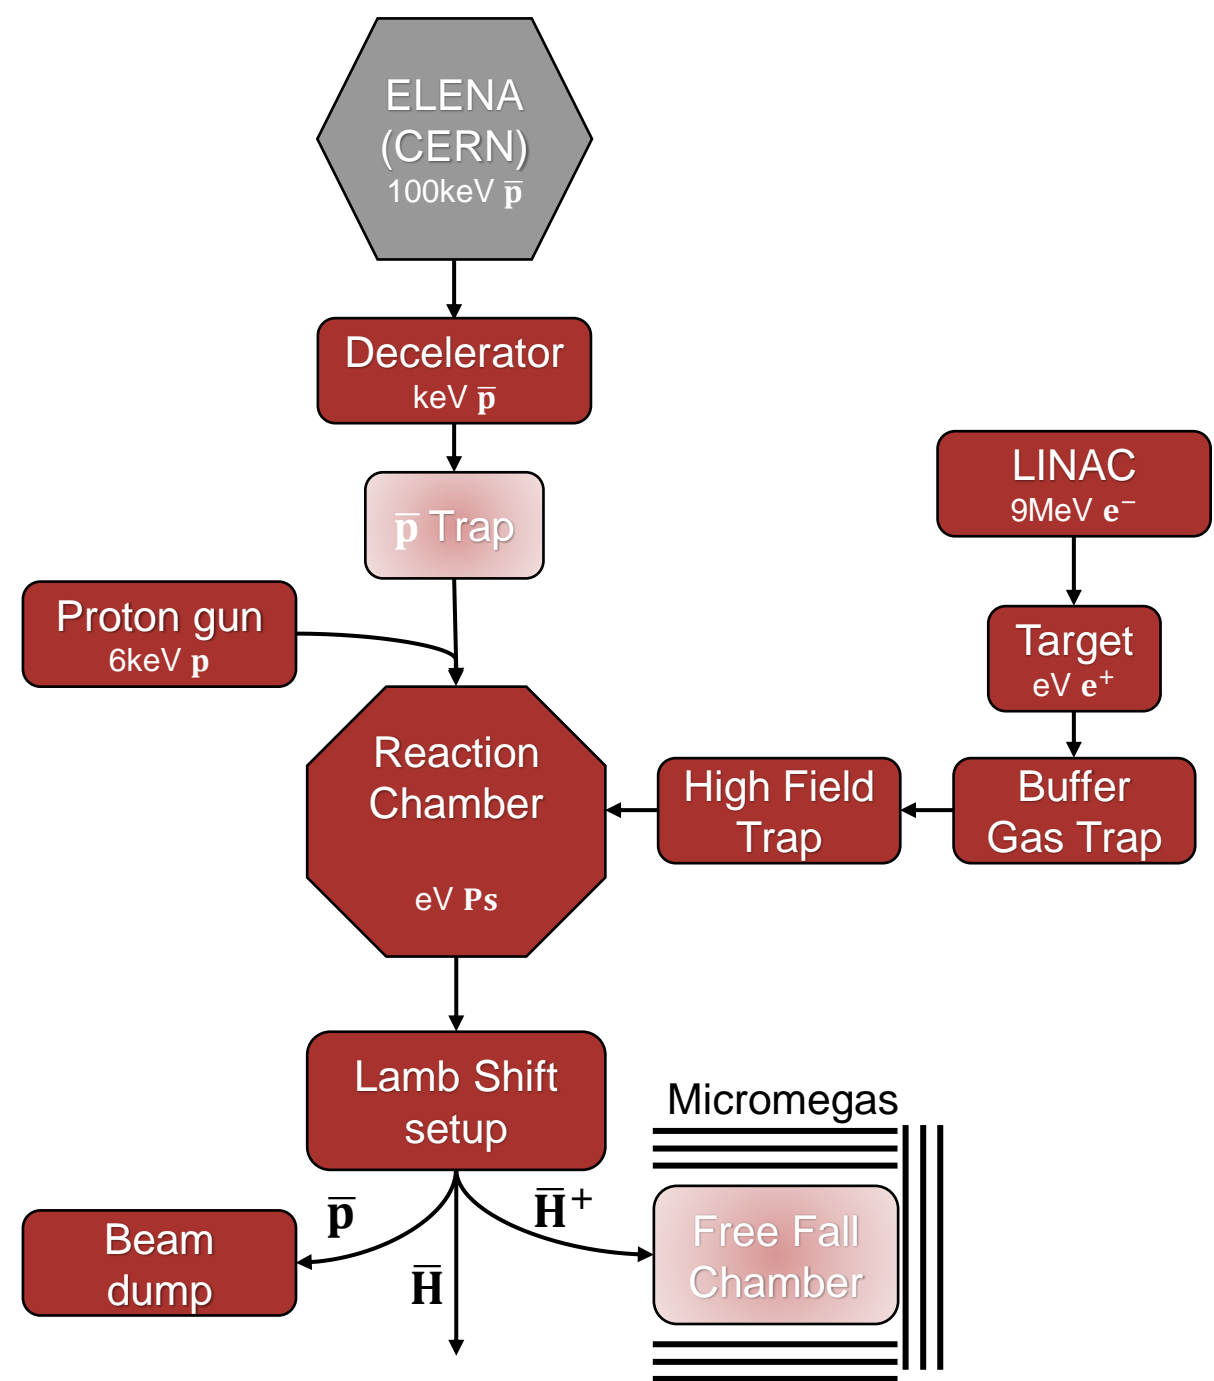 ELENA
(CERN)
100keV p̅
Decelerator
keV p̅
p̅ Trap
LINAC
9MeV e⁻
Proton gun
6keV p
Target
eV e⁺
Reaction
Chamber
eV Ps
High Field
Trap
Buffer
Gas Trap
Lamb Shift
setup
Micromegas
p̅
H̅
H̅⁺
Beam
dump
Free Fall
Chamber